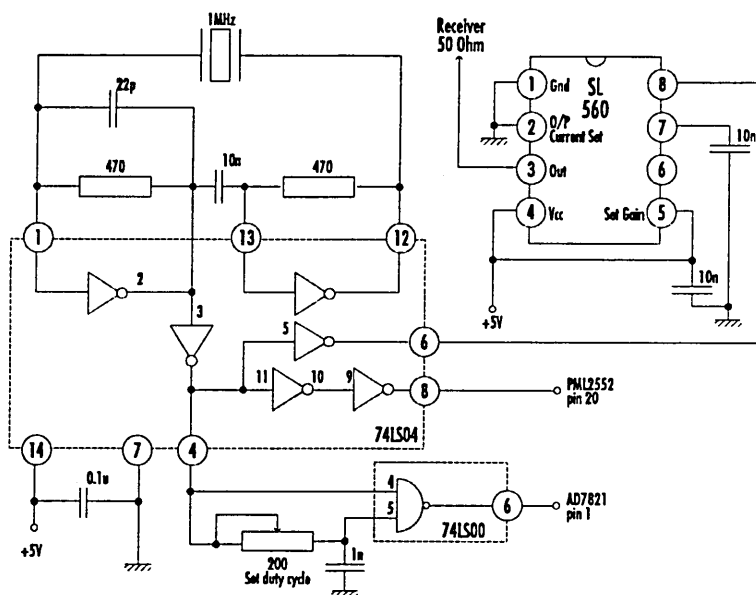 1MHz
Receiver
50 Ohm
22p
470
10n
470
1
13
12
2
3
5
6
11
10
9
8
74LS04
14
7
4
0.1u
+5V
PML2552
pin 20
SL
560
1
Gnd
2
O/P
Current Set
3
Out
4
Vcc
8
7
6
Set Gain
5
10n
10n
+5V
4
5
6
74LS00
AD7821
pin 1
200
Set duty cycle
1n